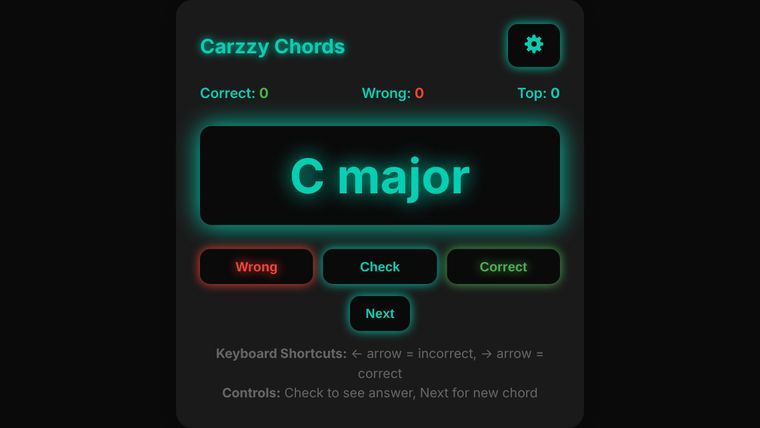 Carzzy Chords
Correct: 0 Wrong: 0 Top: 0
C major
Wrong Check Correct
Next
Keyboard Shortcuts: ← arrow = incorrect, → arrow =
correct
Controls: Check to see answer, Next for new chord